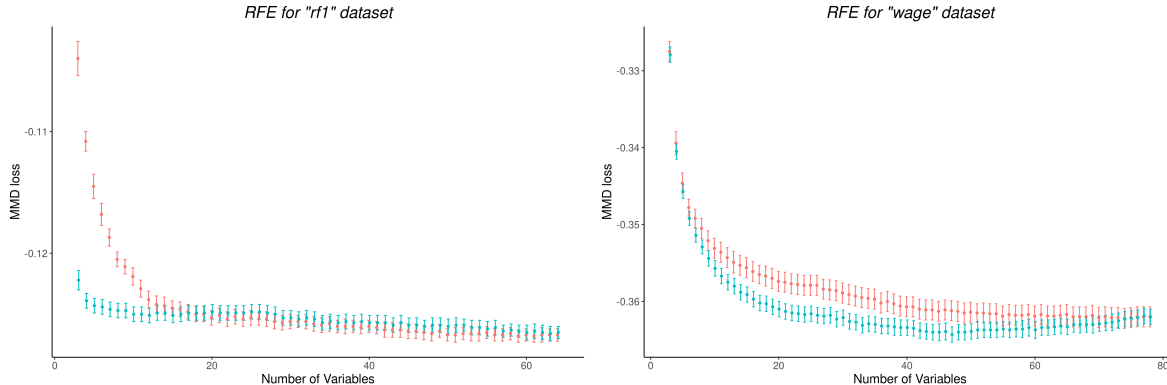 RFE for "rf1" dataset
MMD loss
-0.11
-0.12
0
20
40
60
Number of Variables
RFE for "wage" dataset
MMD loss
-0.33
-0.34
-0.35
-0.36
0
20
40
60
80
Number of Variables